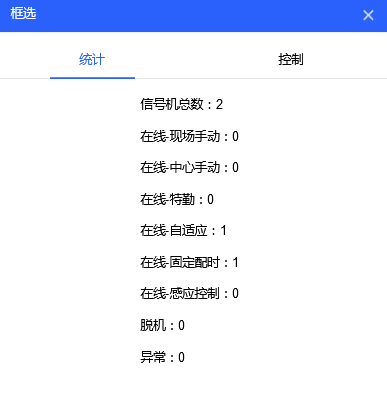 框选
统计 控制
信号机总数：2
在线-现场手动：0
在线-中心手动：0
在线-特勤：0
在线-自适应：1
在线-固定配时：1
在线-感应控制：0
脱机：0
异常：0